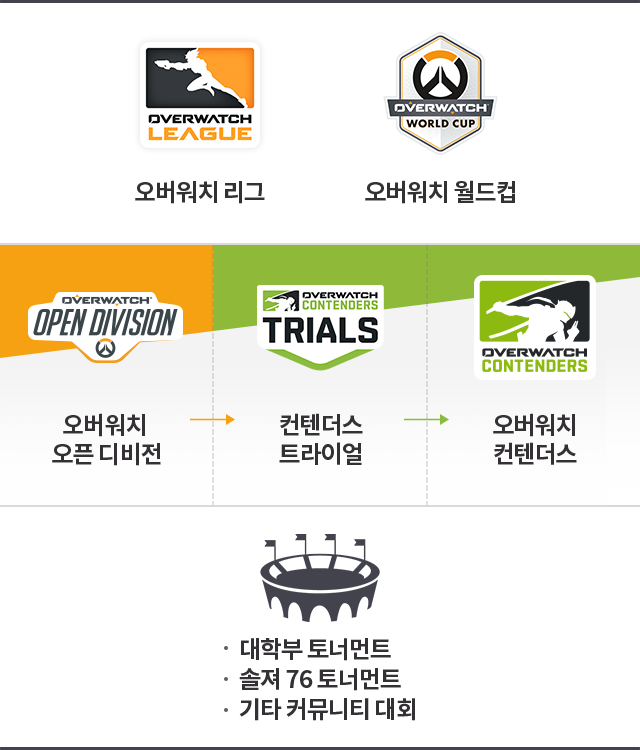 OVERWATCH
LEAGUE
OVERWATCH
WORLD CUP
오버워치 리그
오버워치 월드컵
OVERWATCH
OPEN DIVISION
OVERWATCH
CONTENDERS
TRIALS
OVERWATCH
CONTENDERS
오버워치
오픈 디비전
컨텐더스
트라이얼
오버워치
컨텐더스
· 대학부 토너먼트
· 솔져 76 토너먼트
· 기타 커뮤니티 대회